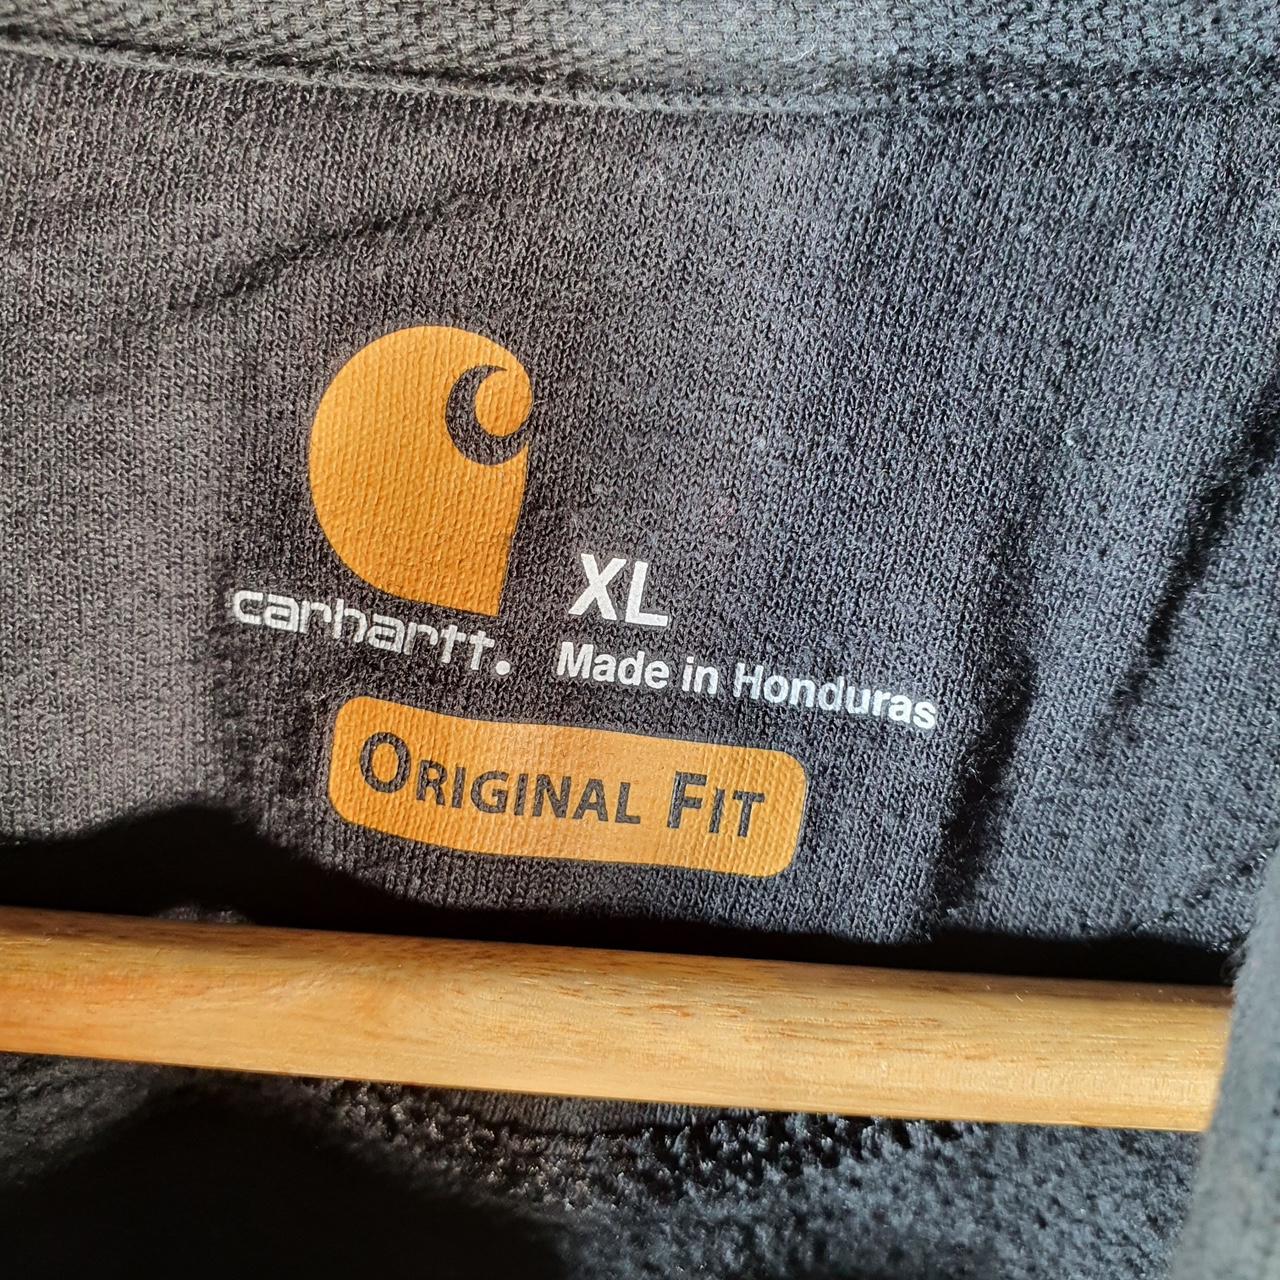 carhartt.
XL
Made in Honduras
ORIGINAL FIT